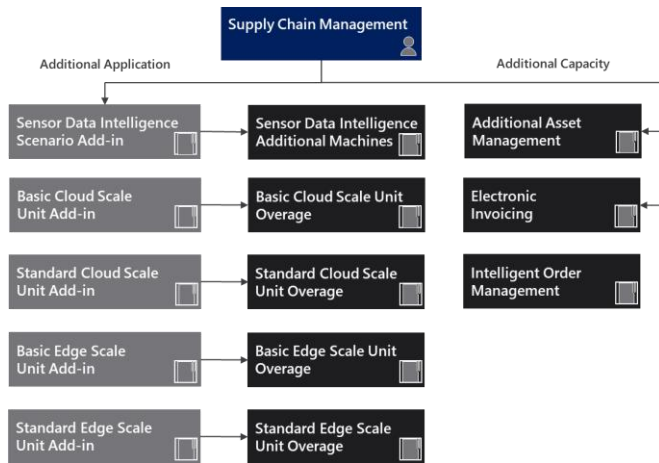 Supply Chain Management
Additional Application
Additional Capacity
Sensor Data Intelligence
Scenario Add-in
Sensor Data Intelligence
Additional Machines
Additional Asset
Management
Basic Cloud Scale
Unit Add-in
Basic Cloud Scale Unit
Overage
Electronic
Invoicing
Standard Cloud Scale
Unit Add-in
Standard Cloud Scale
Unit Overage
Intelligent Order
Management
Basic Edge Scale
Unit Add-in
Basic Edge Scale Unit
Overage
Standard Edge Scale
Unit Add-in
Standard Edge Scale
Unit Overage